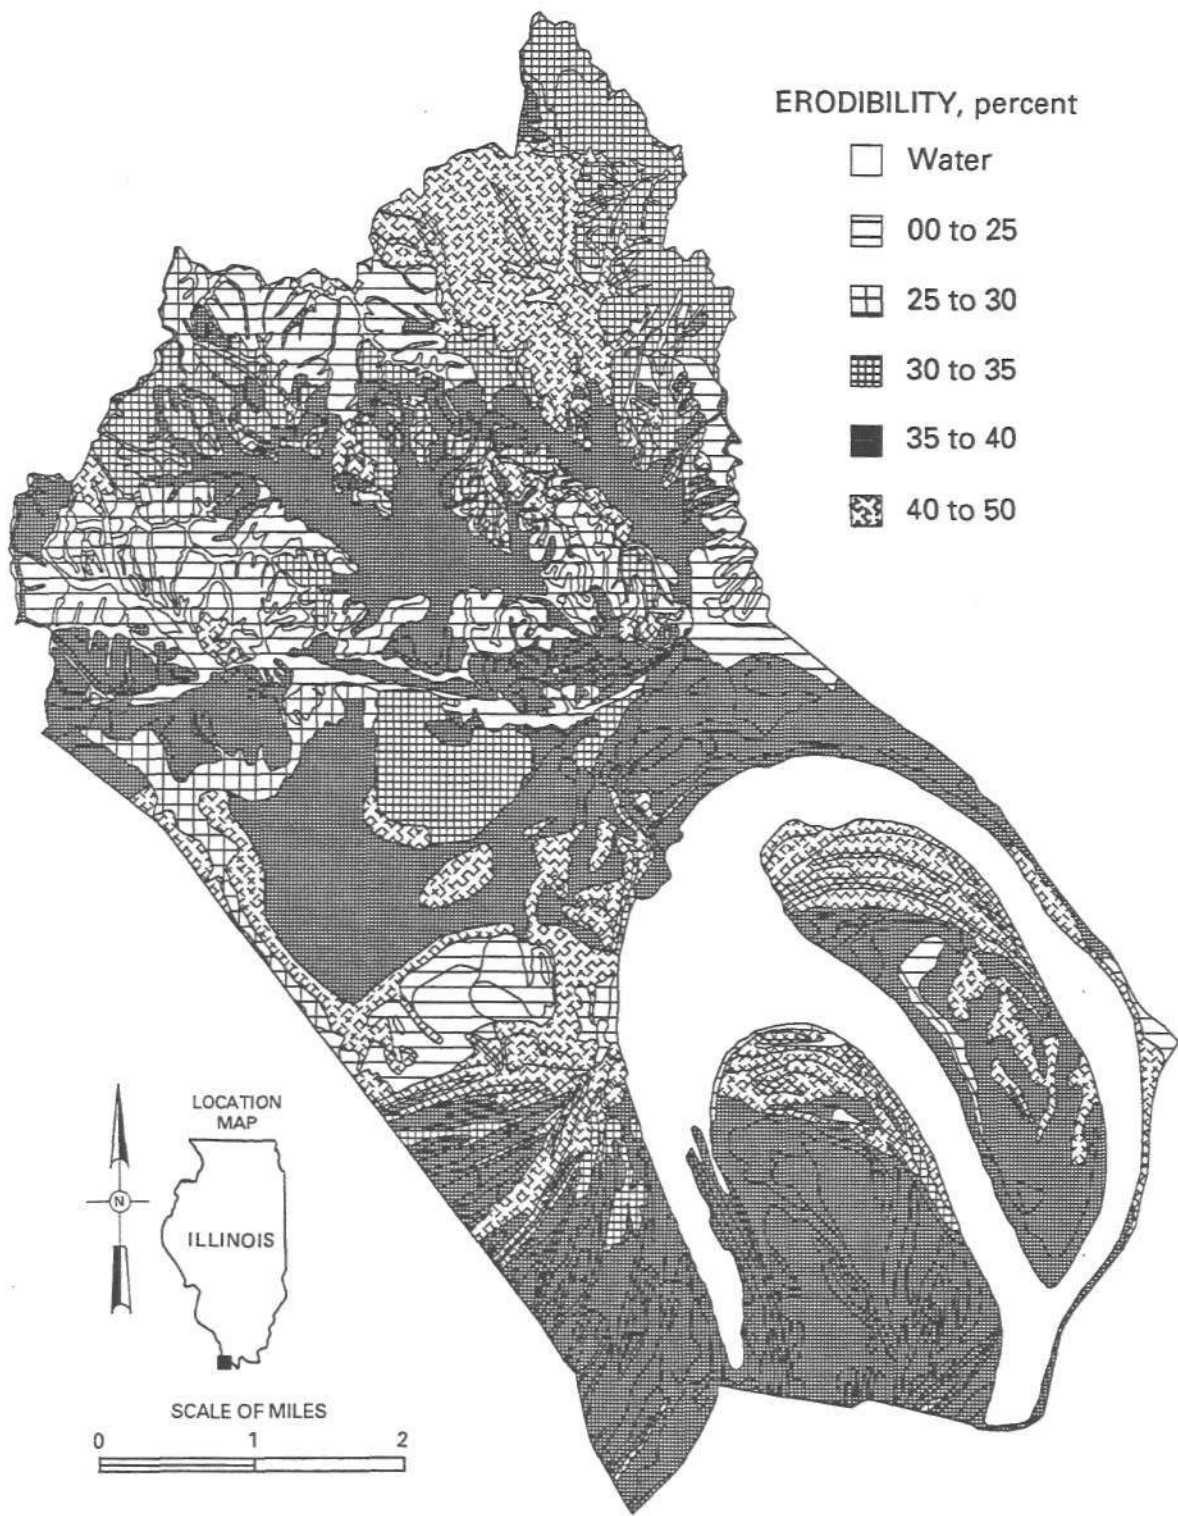 ERODIBILITY, percent
Water
00 to 25
25 to 30
30 to 35
35 to 40
40 to 50
LOCATION
MAP
N
ILLINOIS
SCALE OF MILES
0 1 2